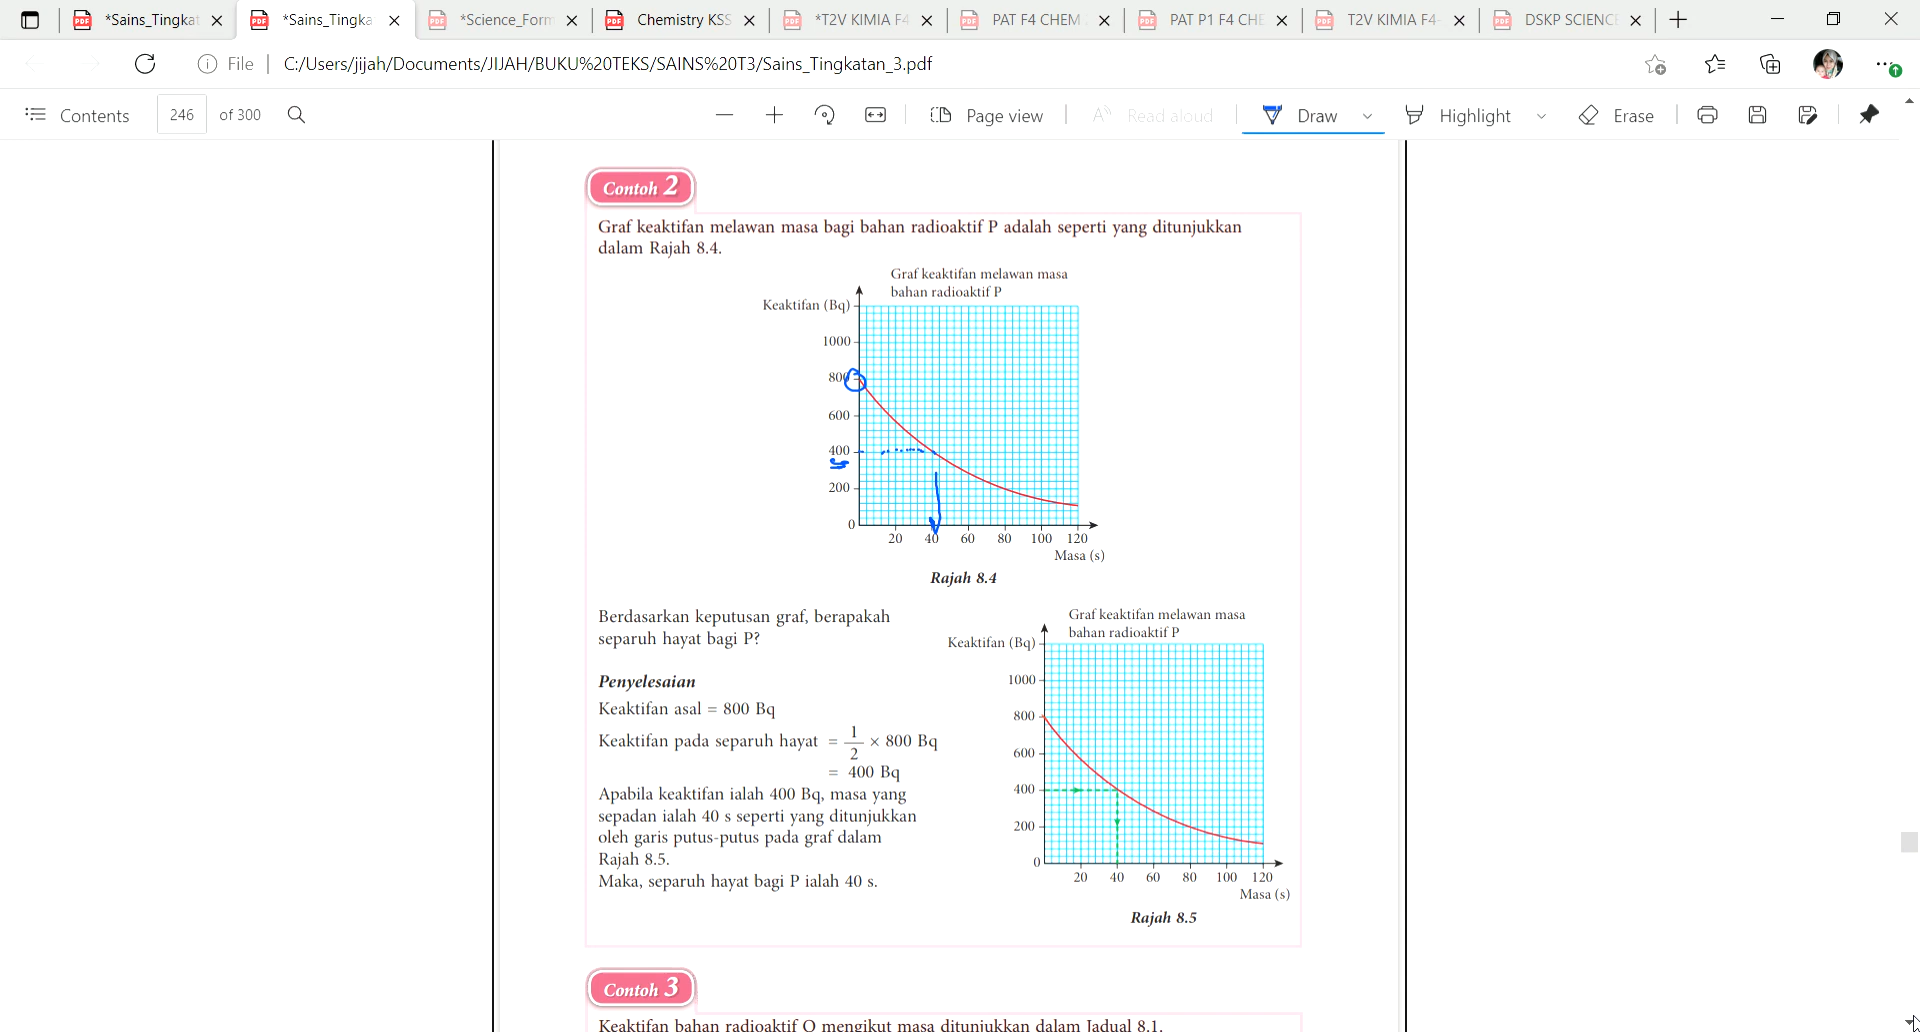 *Sains_Tingkat
*Sains_Tingka
*Science_Form
Chemistry KSS
*T2V KIMIA F4
PAT F4 CHEM
PAT P1 F4 CHE
T2V KIMIA F4-
DSKP SCIENCE
File
C:/Users/jijah/Documents/JIJAH/BUKU%20TEKS/SAINS%20T3/Sains_Tingkatan_3.pdf
Contents
246
of 300
Page view
Read aloud
Draw
Highlight
Erase
Contoh 2
Graf keaktifan melawan masa bagi bahan radioaktif P adalah seperti yang ditunjukkan
dalam Rajah 8.4.
Graf keaktifan melawan masa
bahan radioaktif P
Keaktifan (Bq)
1000
800
600
400
200
0
20 40 60 80 100 120
Masa (s)
Rajah 8.4
Berdasarkan keputusan graf, berapakah
separuh hayat bagi P?
Penyelesaian
Keaktifan asal = 800 Bq
Keaktifan pada separuh hayat = 1/2 × 800 Bq
= 400 Bq
Apabila keaktifan ialah 400 Bq, masa yang
sepadan ialah 40 s seperti yang ditunjukkan
oleh garis putus-putus pada graf dalam
Rajah 8.5.
Maka, separuh hayat bagi P ialah 40 s.
Graf keaktifan melawan masa
bahan radioaktif P
Keaktifan (Bq)
1000
800
600
400
200
0
20 40 60 80 100 120
Masa (s)
Rajah 8.5
Contoh 3
Keaktifan bahan radioaktif Q mengikut masa ditunjukkan dalam Jadual 8.1.